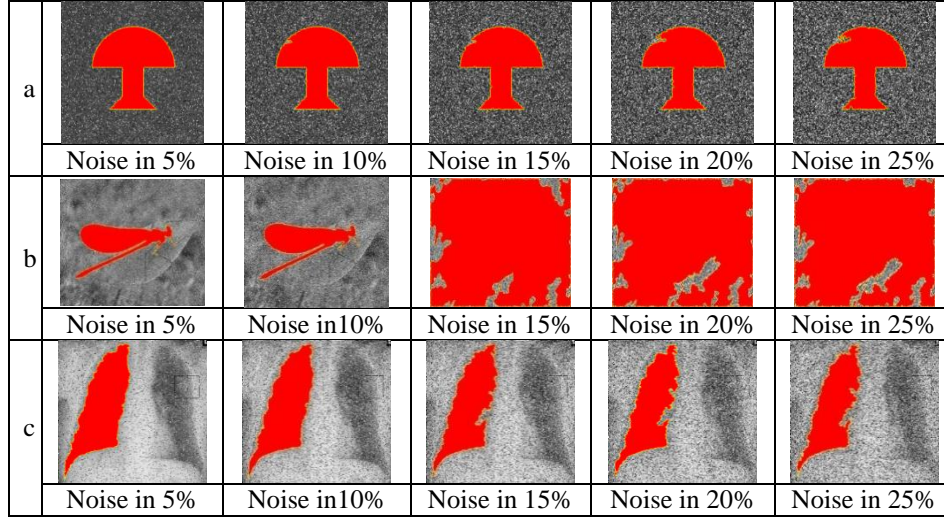 a
Noise in 5% Noise in 10% Noise in 15% Noise in 20% Noise in 25%
b
Noise in 5% Noise in10% Noise in 15% Noise in 20% Noise in 25%
c
Noise in 5% Noise in10% Noise in 15% Noise in 20% Noise in 25%